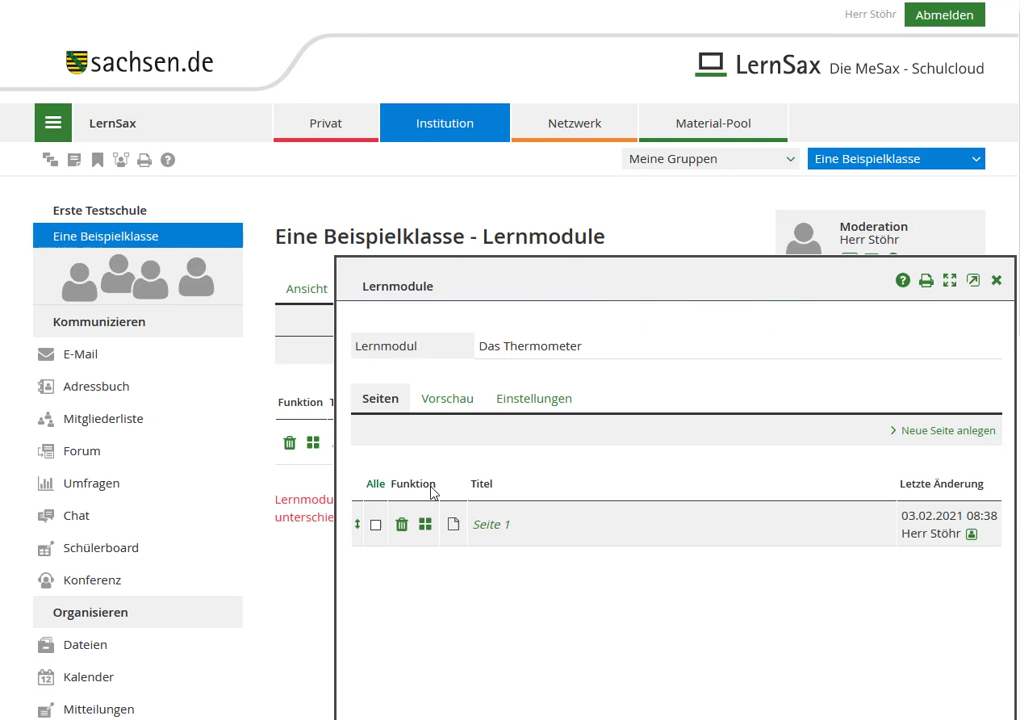 Herr Stöhr
Abmelden
sachsen.de
LernSax Die MeSax - Schulcloud
LernSax
Privat
Institution
Netzwerk
Material-Pool
Meine Gruppen
Eine Beispielklasse
Erste Testschule
Eine Beispielklasse
Kommunizieren
E-Mail
Adressbuch
Mitgliederliste
Forum
Umfragen
Chat
Schülerboard
Konferenz
Organisieren
Dateien
12
Kalender
Mitteilungen
Eine Beispielklasse - Lernmodule
Moderation
Herr Stöhr
Ansicht
Funktion
Lernmodu
unterschie
Lernmodule
Lernmodul
Das Thermometer
Seiten
Vorschau
Einstellungen
Neue Seite anlegen
Alle
Funktion
Titel
Letzte Änderung
Seite 1
03.02.2021 08:38
Herr Stöhr